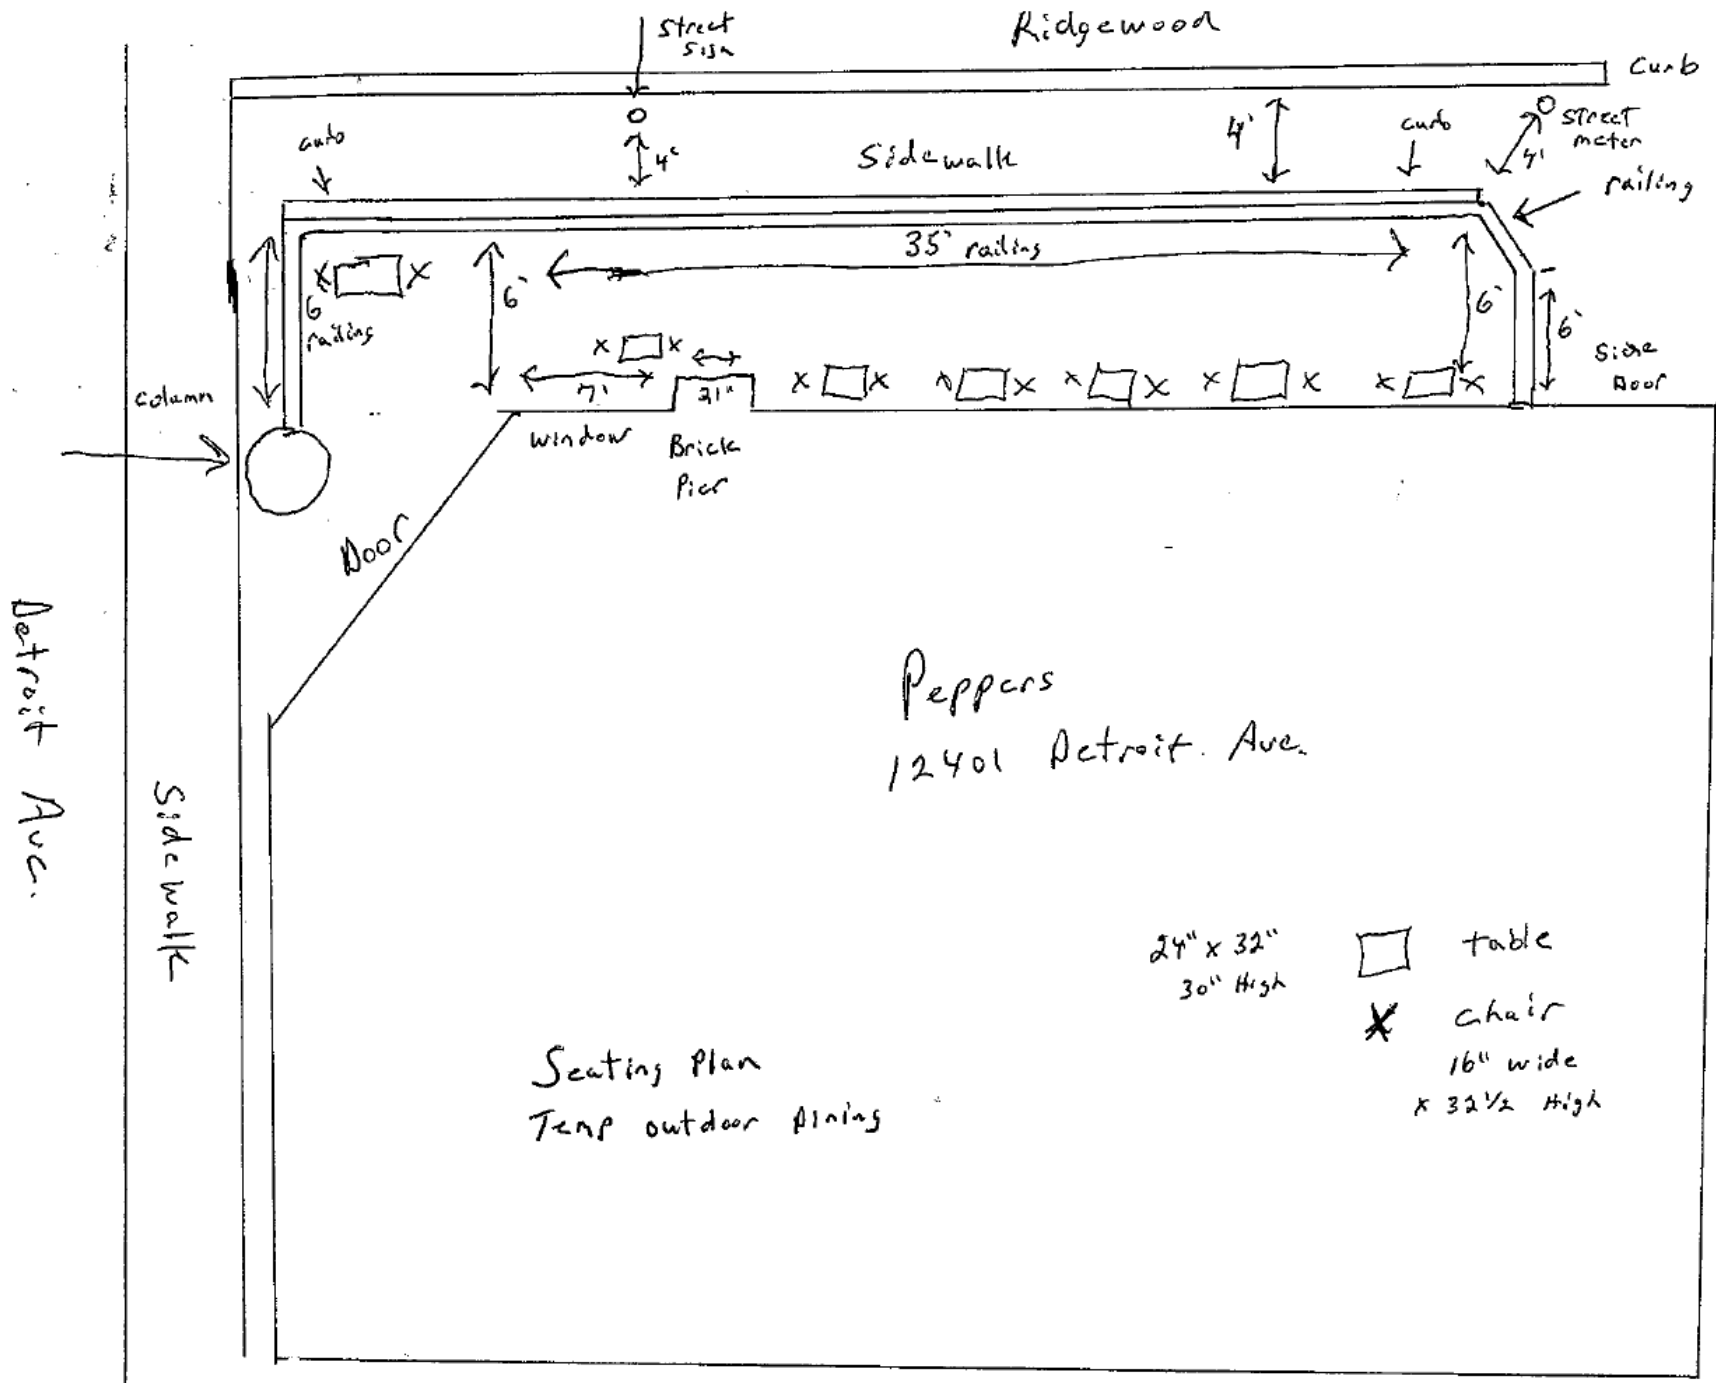 Street
Sign
Ridgewood
Curb
curb
4'
Sidewalk
4'
curb
Street
meter
4'
railing
35' railing
6'
railing
6'
6'
6'
Side
Door
column
7'
21"
window
Brick
Pier
Door
Detroit Ave.
Sidewalk
Peppers
12401 Detroit. Ave.
24" x 32"
30" High
table
x
chair
16" wide
x 32 1/2 High
Seating Plan
Temp outdoor Dining